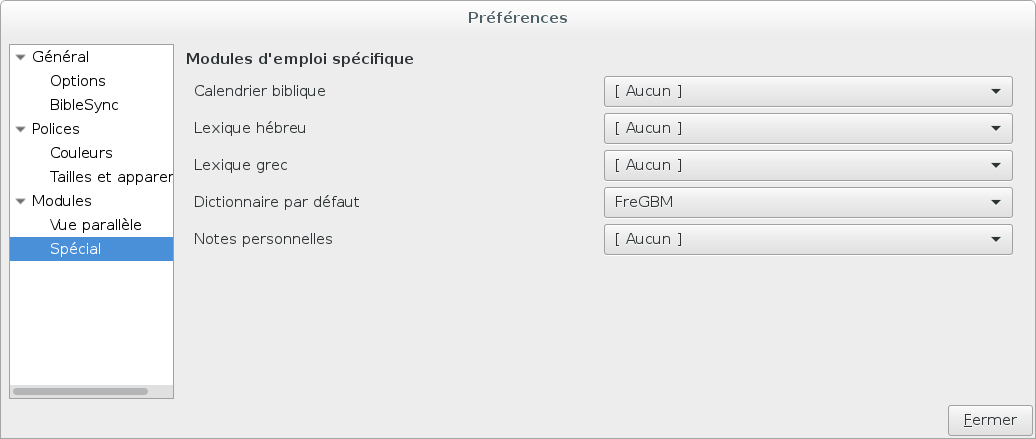 Préférences
Général
Options
BibleSync
Polices
Couleurs
Tailles et apparen
Modules
Vue parallèle
Spécial
Modules d'emploi spécifique
Calendrier biblique [ Aucun ]
Lexique hébreu [ Aucun ]
Lexique grec [ Aucun ]
Dictionnaire par défaut FreGBM
Notes personnelles [ Aucun ]
Fermer